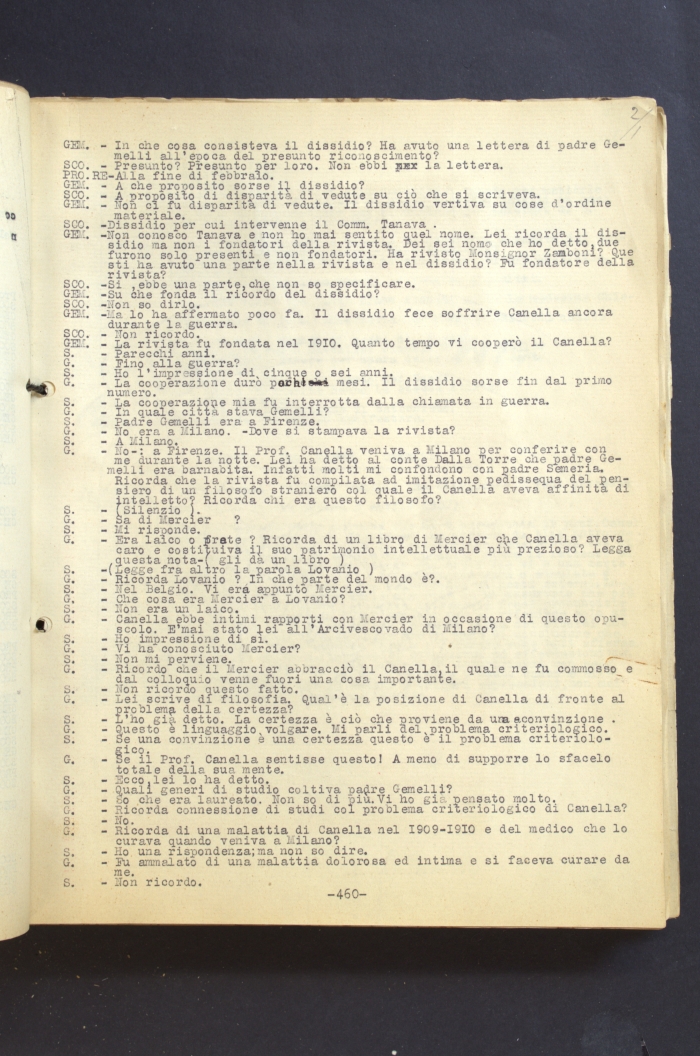 2/1
GEM. - In che cosa consisteva il dissidio? Ha avuto una lettera di padre Ge-
melli all'epoca del presunto riconoscimento?
SCO. - Presunto? Presunto per loro. Non ebbi xxx la lettera.
PRO.RE-Alla fine di febbraio.
GEM. - A che proposito sorse il dissidio?
SCO. - A proposito di disparità di vedute su ciò che si scriveva.
GEM. - Non ci fu disparità di vedute. Il dissidio vertiva su cose d'ordine
materiale.
SCO. -Dissidio per cui intervenne il Comm. Tanava .
GEM. -Non conosco Tanava e non ho mai sentito quel nome. Lei ricorda il dis-
sidio ma non i fondatori della rivista. Dei sei nome che ho detto,due
furono solo presenti e non fondatori. Ha rivisto Monsignor Zamboni? Que
sti ha avuto una parte nella rivista e nel dissidio? Fu fondatore della
rivista?
SCO. -Si ,ebbe una parte,che non so specificare.
GEM. -Su che fonda il ricordo del dissidio?
SCO. -Non so dirlo.
GEM. -Ma lo ha affermato poco fa. Il dissidio fece soffrire Canella ancora
durante la guerra.
SCO. - Non ricordo.
GEM. - La rivista fu fondata nel I9IO. Quanto tempo vi cooperò il Canella?
S. - Parecchi anni.
G. - Fino alla guerra?
S. - Ho l'impressione di cinque o sei anni.
G. - La cooperazione durò mesi. Il dissidio sorse fin dal primo
numero.
S. - La cooperazione mia fu interrotta dalla chiamata in guerra.
G. - In quale città stava Gemelli?
S. - Padre Gemelli era a Firenze.
G. - No era a Milano. -Dove si stampava la rivista?
S. - A Milano.
G. - No-: a Firenze. Il Prof. Canella veniva a Milano per conferire con
me durante la notte. Lei ha detto al conte Dalla Torre che padre Ge-
melli era barnabita. Infatti molti mi confondono con padre Semeria.
Ricorda che la rivista fu compilata ad imitazione pedissequa del pen-
siero di un filosofo straniero col quale il Canella aveva affinità di
intelletto? Ricorda chi era questo filosofo?
S. - (Silenzio ).
G. - Sa di Mercier ?
S. - Mi risponde.
G. - Era laico o frate ? Ricorda di un libro di Mercier che Canella aveva
caro e costituiva il suo patrimonio intellettuale più prezioso? Legga
questa nota-( gli dà un libro )
S. -(Legge fra altro la parola Lovanio )
G. - Ricorda Lovanio ? In che parte del mondo è?.
S. - Nel Belgio. Vi era appunto Mercier.
G. - Che cosa era Mercier a Lovanio?
S. - Non era un laico.
G. - Canella ebbe intimi rapporti con Mercier in occasione di questo opu-
scolo. E'mai stato lei all'Arcivescovado di Milano?
S. - Ho impressione di sì.
G. - Vi ha conosciuto Mercier?
S. - Non mi perviene.
G. - Ricordo che il Mercier abbracciò il Canella,il quale ne fu commosso e
dal colloquio venne fuori una cosa importante.
S. - Non ricordo questo fatto.
G. - Lei scrive di filosofia. Qual'è la posizione di Canella di fronte al
problema della certezza?
S. - L'ho già detto. La certezza è ciò che proviene da una convinzione .
G. - Questo è linguaggio volgare. Mi parli del problema criteriologico.
S. - Se una convinzione è una certezza questo è il problema criteriolo-
gico.
G. - Se il Prof. Canella sentisse questo! A meno di supporre lo sfacelo
totale della sua mente.
S. - Ecco,lei lo ha detto.
G. - Quali generi di studio coltiva padre Gemelli?
S. - So che era laureato. Non so di più.Vi ho già pensato molto.
G. - Ricorda connessione di studi col problema criteriologico di Canella?
S. - No.
G. - Ricorda di una malattia di Canella nel I909-I9IO e del medico che lo
curava quando veniva a Milano?
S. - Ho una rispondenza;ma non so dire.
G. - Fu ammalato di una malattia dolorosa ed intima e si faceva curare da
me.
S. - Non ricordo.
-460-